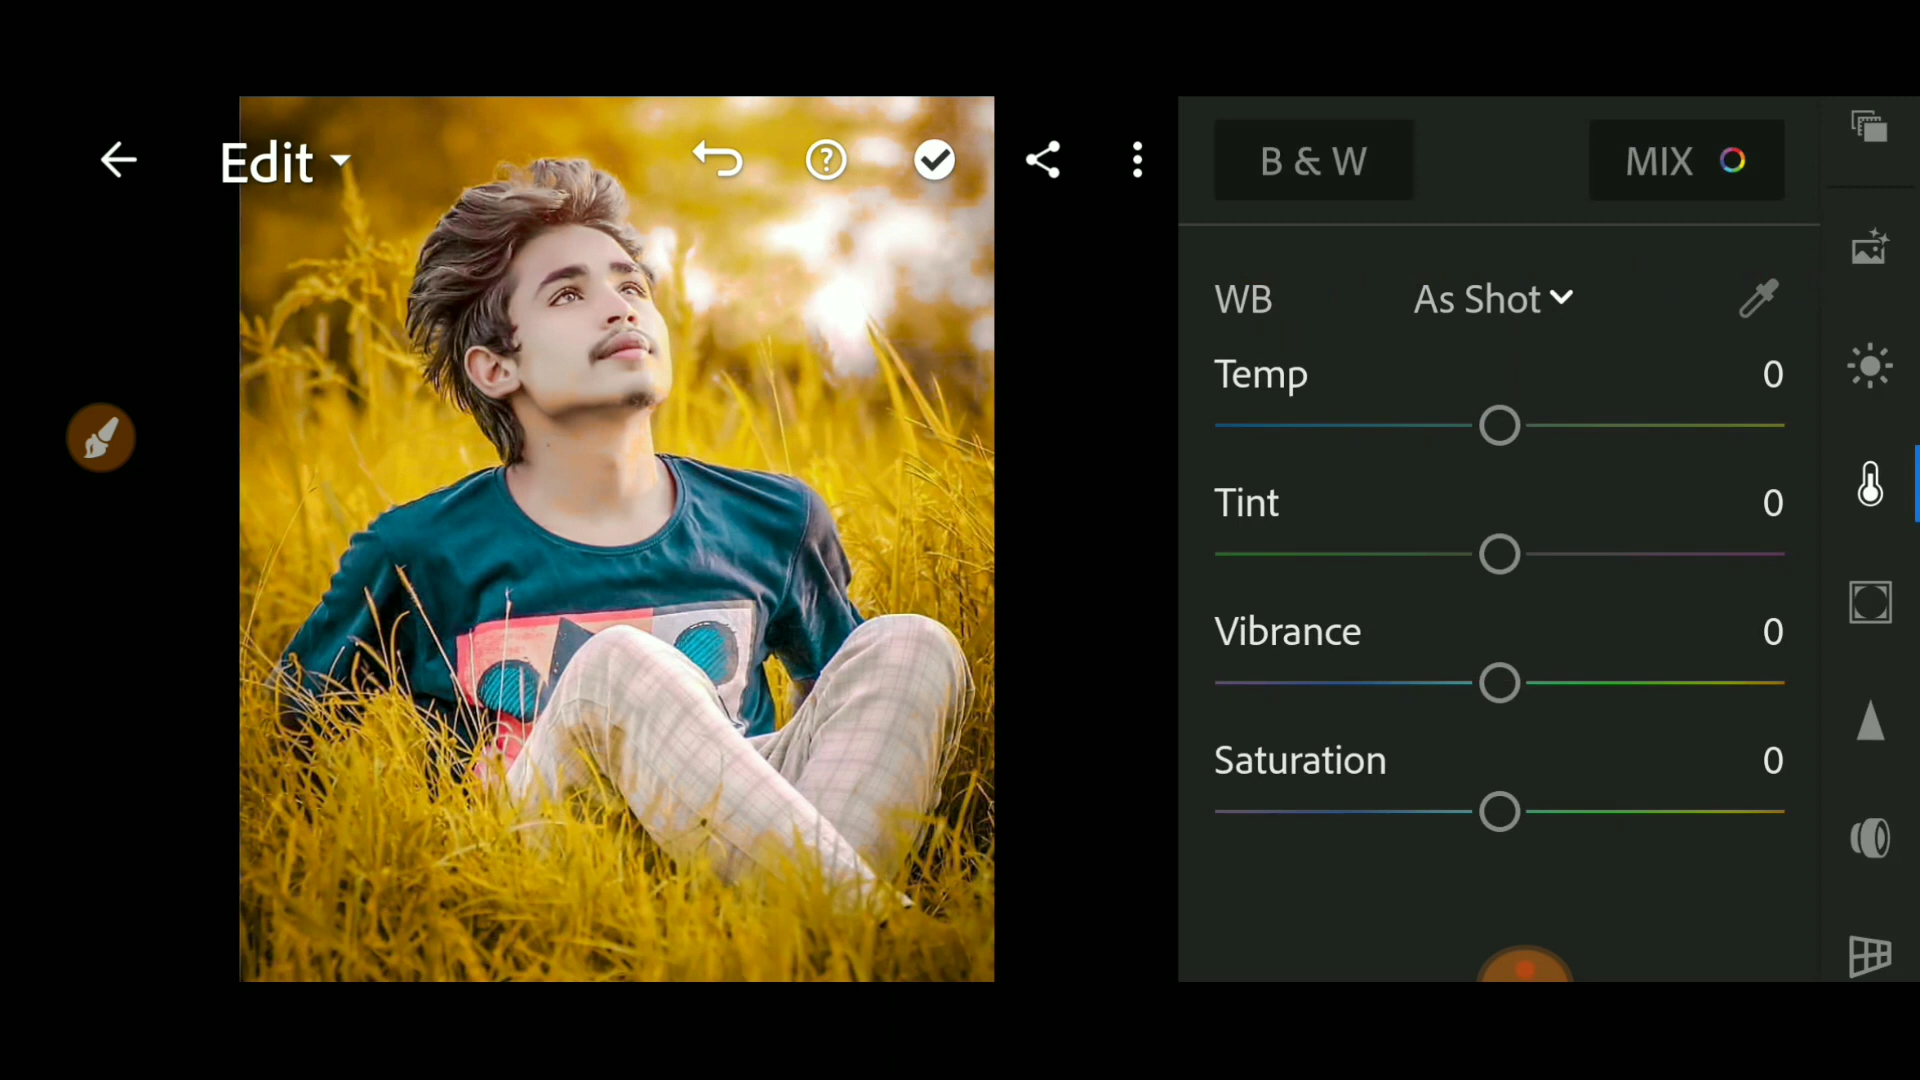 Edit
B & W
MIX
WB As Shot
Temp 0
Tint 0
Vibrance 0
Saturation 0